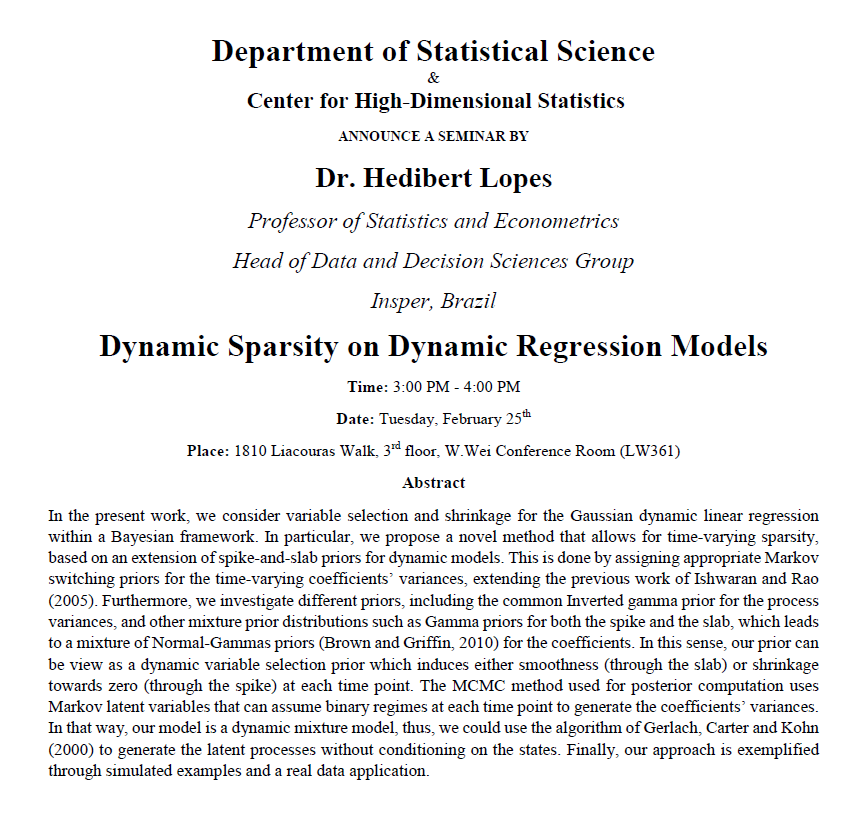 Department of Statistical Science
&
Center for High-Dimensional Statistics
ANNOUNCE A SEMINAR BY
Dr. Hedibert Lopes
Professor of Statistics and Econometrics
Head of Data and Decision Sciences Group
Insper, Brazil
Dynamic Sparsity on Dynamic Regression Models
Time: 3:00 PM - 4:00 PM
Date: Tuesday, February 25th
Place: 1810 Liacouras Walk, 3rd floor, W.Wei Conference Room (LW361)
Abstract
In the present work, we consider variable selection and shrinkage for the Gaussian dynamic linear regression
within a Bayesian framework. In particular, we propose a novel method that allows for time-varying sparsity,
based on an extension of spike-and-slab priors for dynamic models. This is done by assigning appropriate Markov
switching priors for the time-varying coefficients’ variances, extending the previous work of Ishwaran and Rao
(2005). Furthermore, we investigate different priors, including the common Inverted gamma prior for the process
variances, and other mixture prior distributions such as Gamma priors for both the spike and the slab, which leads
to a mixture of Normal-Gammas priors (Brown and Griffin, 2010) for the coefficients. In this sense, our prior can
be view as a dynamic variable selection prior which induces either smoothness (through the slab) or shrinkage
towards zero (through the spike) at each time point. The MCMC method used for posterior computation uses
Markov latent variables that can assume binary regimes at each time point to generate the coefficients’ variances.
In that way, our model is a dynamic mixture model, thus, we could use the algorithm of Gerlach, Carter and Kohn
(2000) to generate the latent processes without conditioning on the states. Finally, our approach is exemplified
through simulated examples and a real data application.